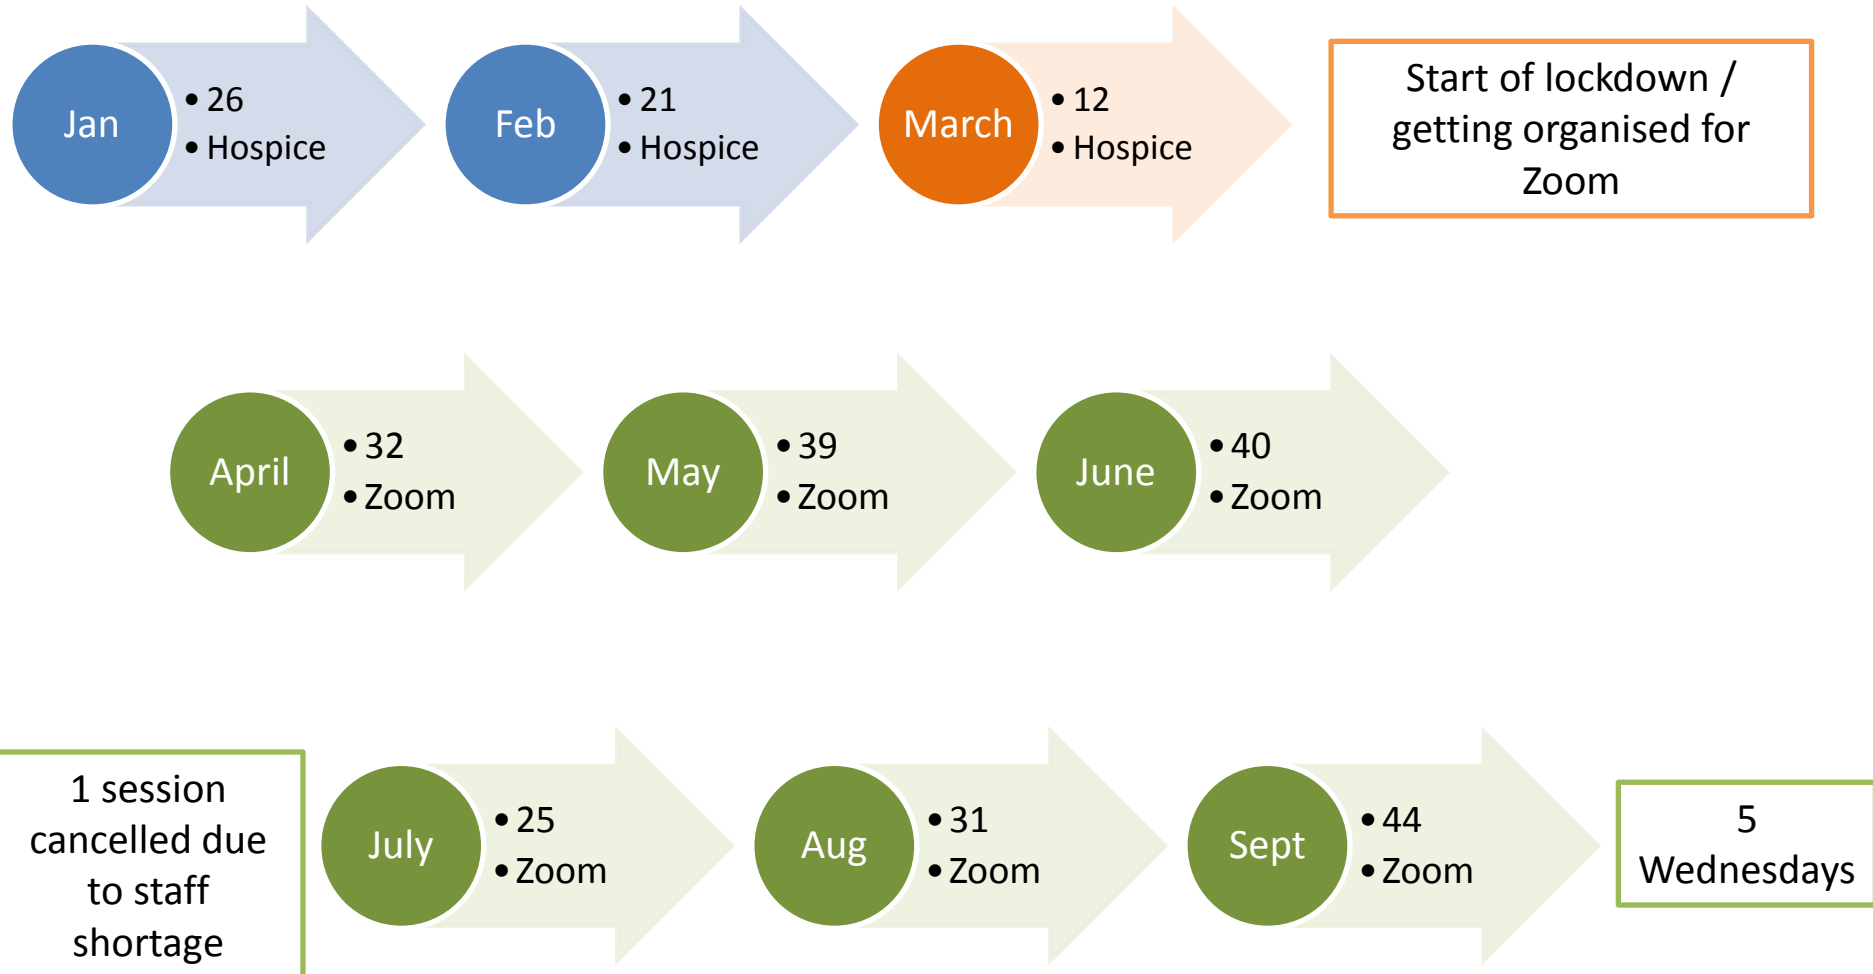 Jan
• 26
• Hospice
Feb
• 21
• Hospice
March
• 12
• Hospice
Start of lockdown /
getting organised for
Zoom
April
• 32
• Zoom
May
• 39
• Zoom
June
• 40
• Zoom
1 session
cancelled due
to staff
shortage
July
• 25
• Zoom
Aug
• 31
• Zoom
Sept
• 44
• Zoom
5
Wednesdays